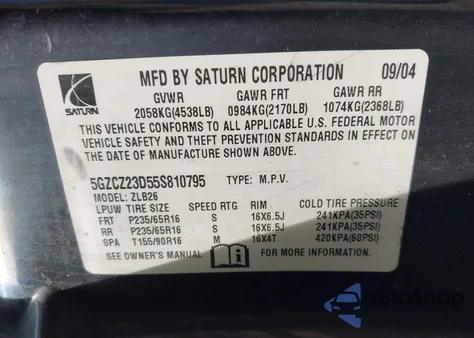 MFD BY SATURN CORPORATION 09/04
SATURN
GVWR GAWR FRT GAWR RR
2058KG(4538LB) 0984KG(2170LB) 1074KG(2368LB)
THIS VEHICLE CONFORMS TO ALL APPLICABLE U.S. FEDERAL MOTOR
VEHICLE SAFETY AND THEFT PREVENTION STANDARDS IN EFFECT ON
THE DATE OF MANUFACTURE SHOWN ABOVE.
5GZCZ23D55S810795 TYPE: M.P.V.
MODEL: ZLB26
LPUW TIRE SIZE SPEED RTG RIM COLD TIRE PRESSURE
FRT P235/65R16 S 16X6.5J 241KPA(35PSI)
RR P235/65R16 S 16X6.5J 241KPA(35PSI)
SPA T155/90R16 M 16X4T 420KPA(60PSI)
SEE OWNER'S MANUAL
AutoSnap